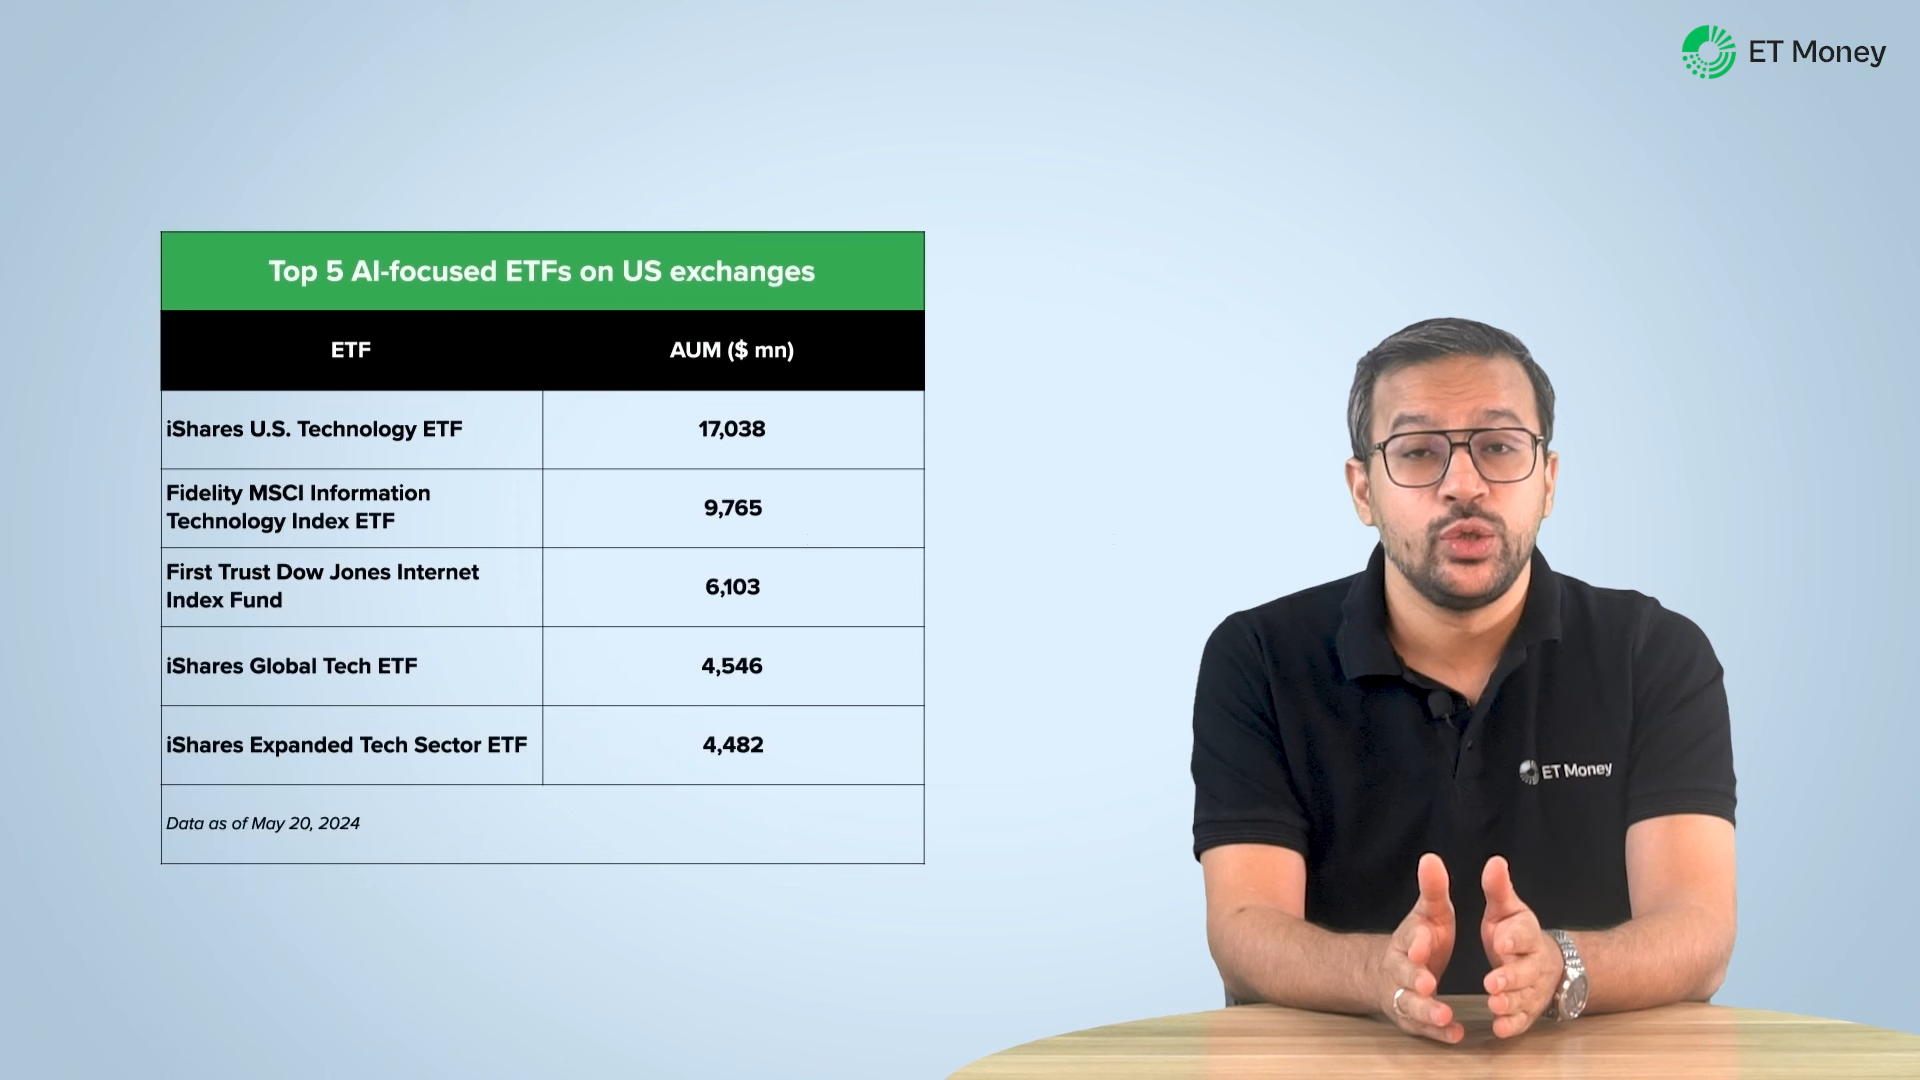 ET Money
Top 5 AI-focused ETFs on US exchanges
ETF AUM ($ mn)
iShares U.S. Technology ETF 17,038
Fidelity MSCI Information
Technology Index ETF 9,765
First Trust Dow Jones Internet
Index Fund 6,103
iShares Global Tech ETF 4,546
iShares Expanded Tech Sector ETF 4,482
Data as of May 20, 2024
ET Money